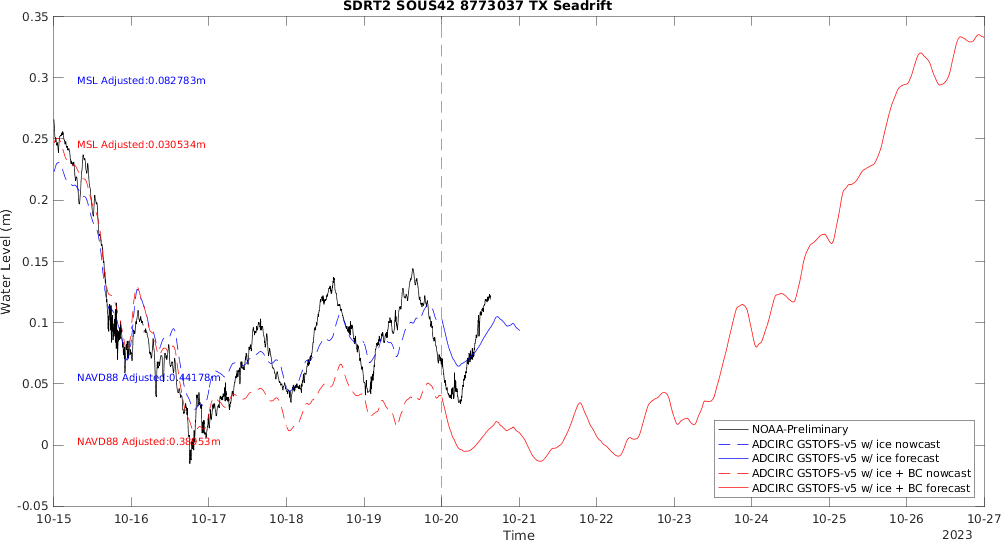 SDRT2 SOUS42 8773037 TX Seadrift
0.35
0.3
0.25
0.2
0.15
0.1
0.05
0
-0.05
Water Level (m)
MSL Adjusted:0.082783m
MSL Adjusted:0.030534m
NAVD88 Adjusted:0.44178m
NAVD88 Adjusted:0.38953m
NOAA-Preliminary
ADCIRC GSTOFS-v5 w/ ice nowcast
ADCIRC GSTOFS-v5 w/ ice forecast
ADCIRC GSTOFS-v5 w/ ice + BC nowcast
ADCIRC GSTOFS-v5 w/ ice + BC forecast
10-15 10-16 10-17 10-18 10-19 10-20 10-21 10-22 10-23 10-24 10-25 10-26 10-27
Time
2023